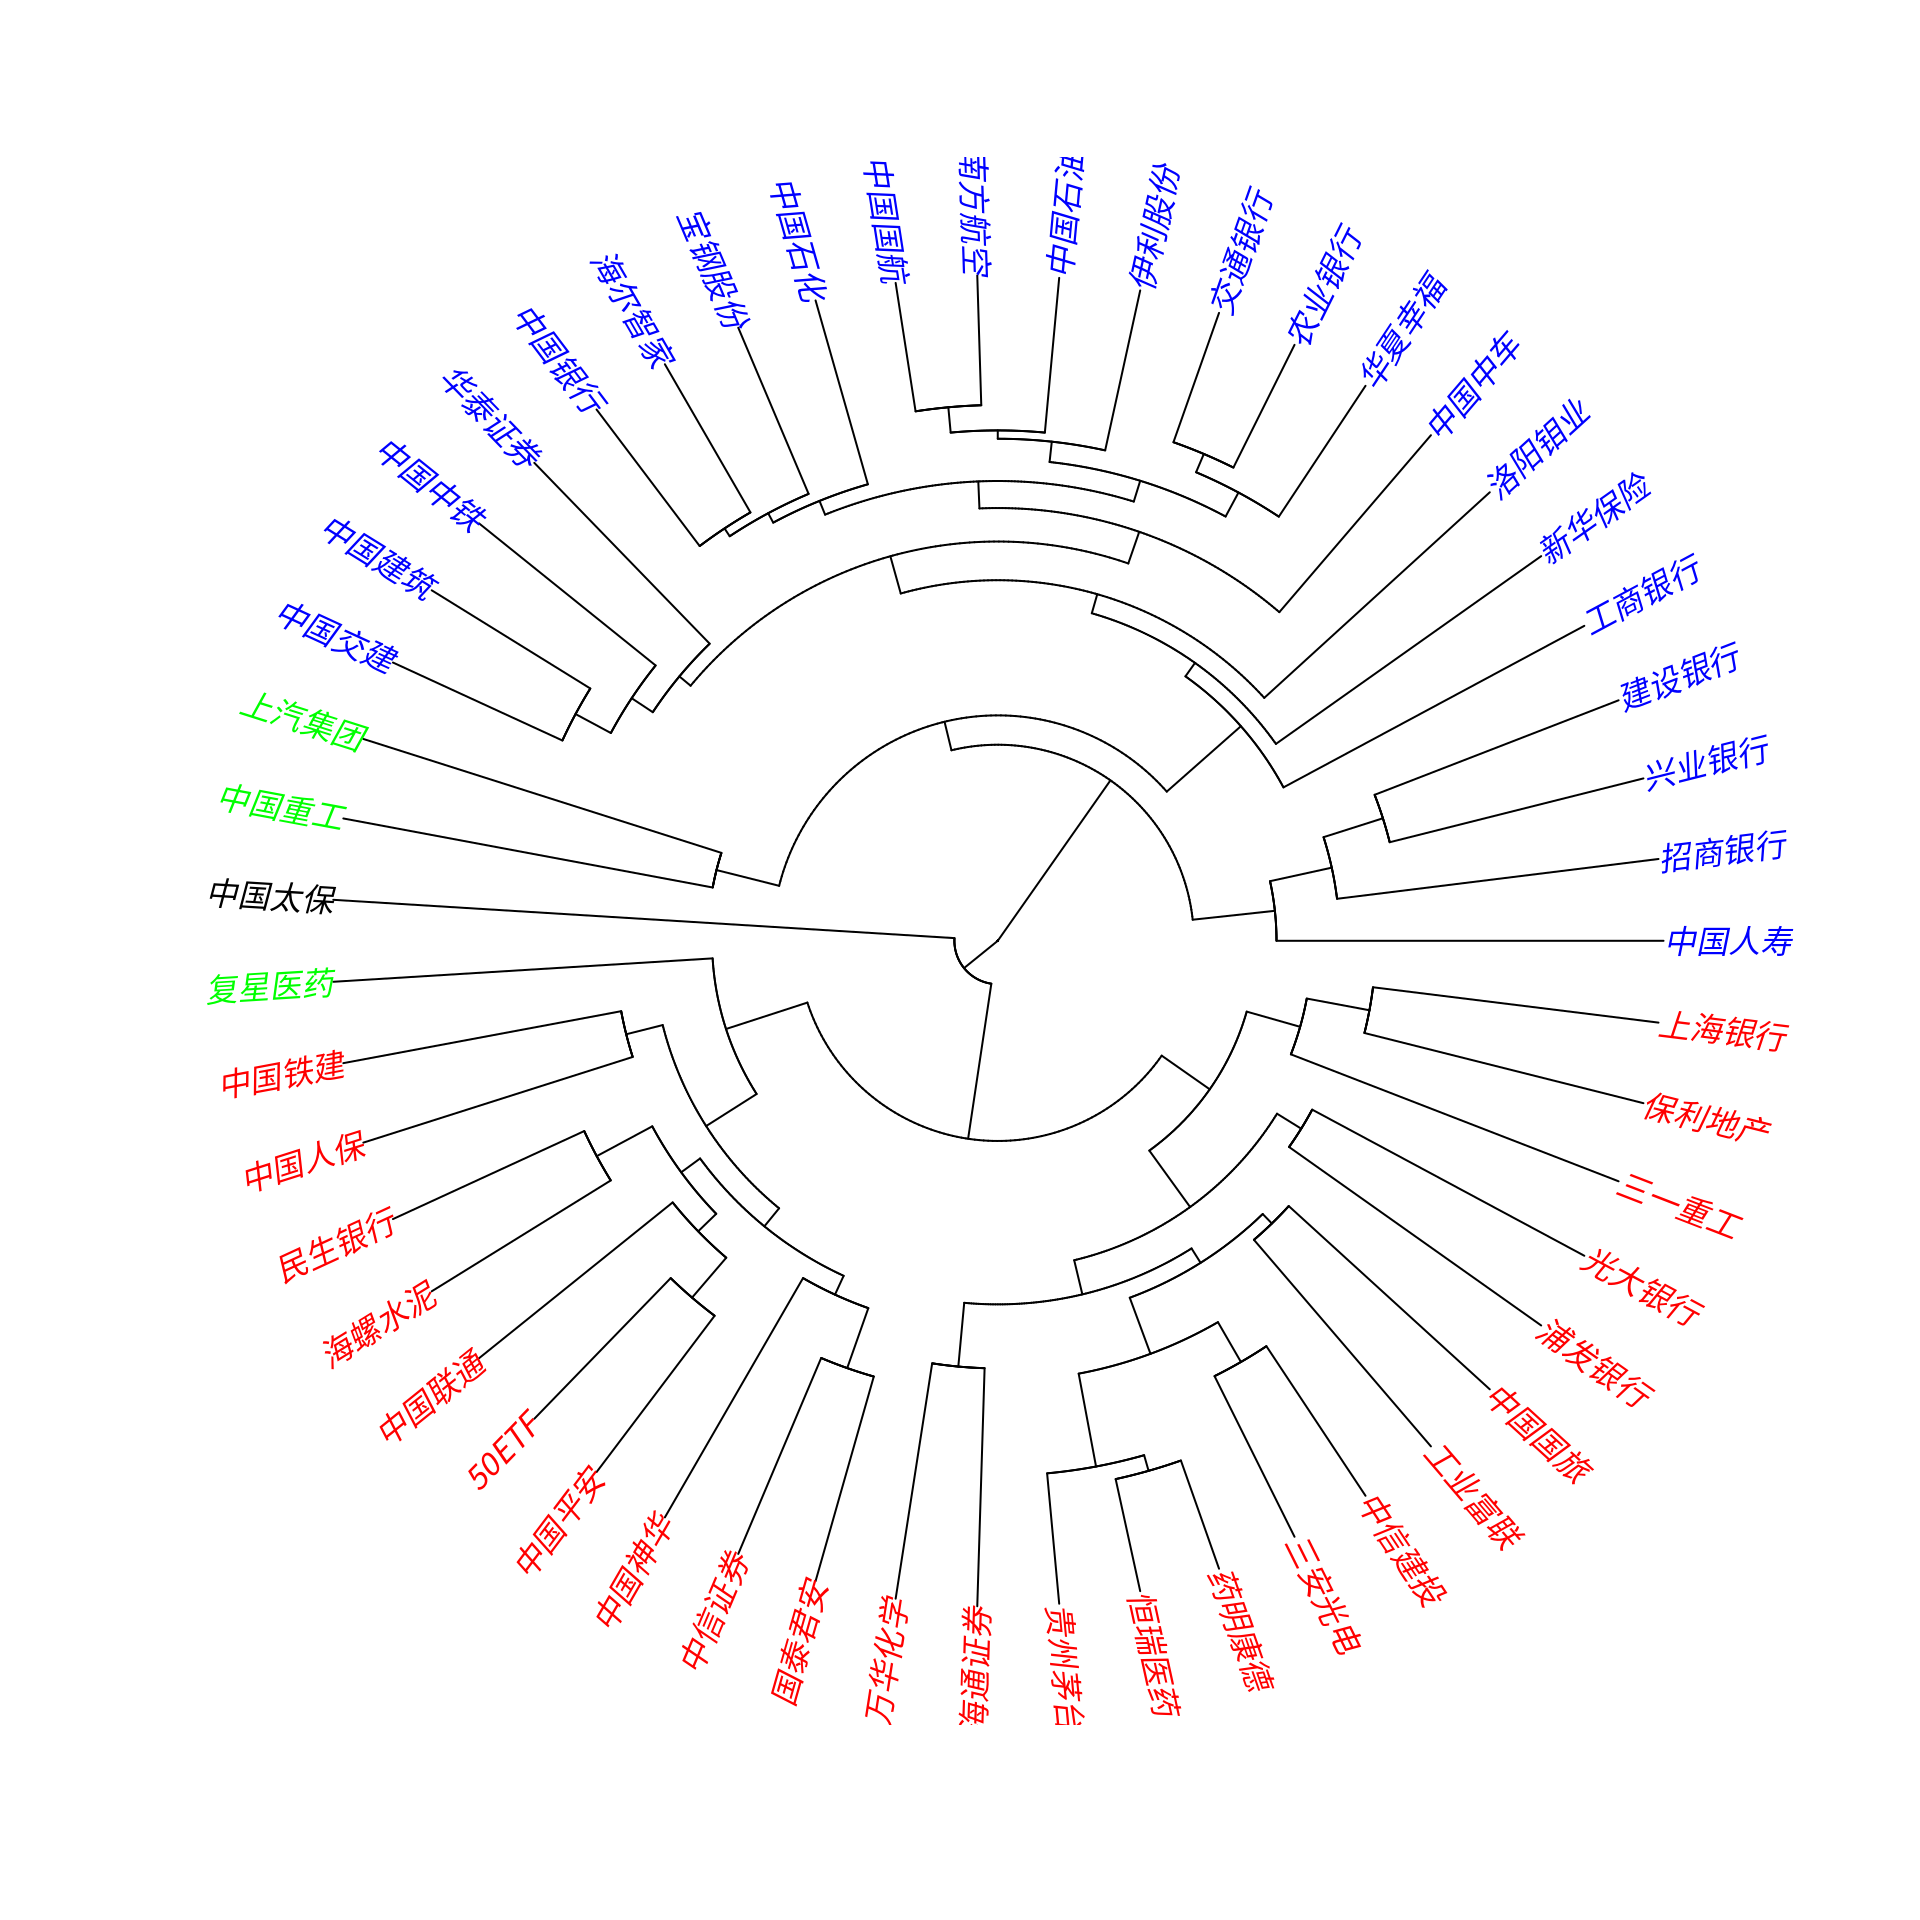 南方航空
中国石油
伊利股份
交通银行
农业银行
华夏幸福
中国中车
洛阳钼业
新华保险
工商银行
建设银行
兴业银行
招商银行
中国人寿
上海银行
保利地产
三一重工
光大银行
浦发银行
中国国旅
工业富联
中信建投
三安光电
药明康德
恒瑞医药
贵州茅台
海通证券
万华化学
国泰君安
中信证券
中国神华
中国平安
50ETF
中国联通
海螺水泥
民生银行
中国人保
中国铁建
复星医药
中国太保
中国重工
上汽集团
中国交建
中国建筑
中国中铁
华泰证券
中国银行
海尔智家
宝钢股份
中国石化
中国国航